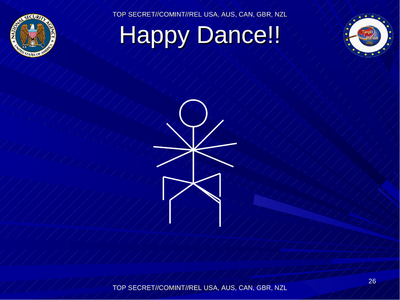 TOP SECRET//COMINT//REL USA, AUS, CAN, GBR, NZL
Happy Dance!!
26
TOP SECRET//COMINT//REL USA, AUS, CAN, GBR, NZL